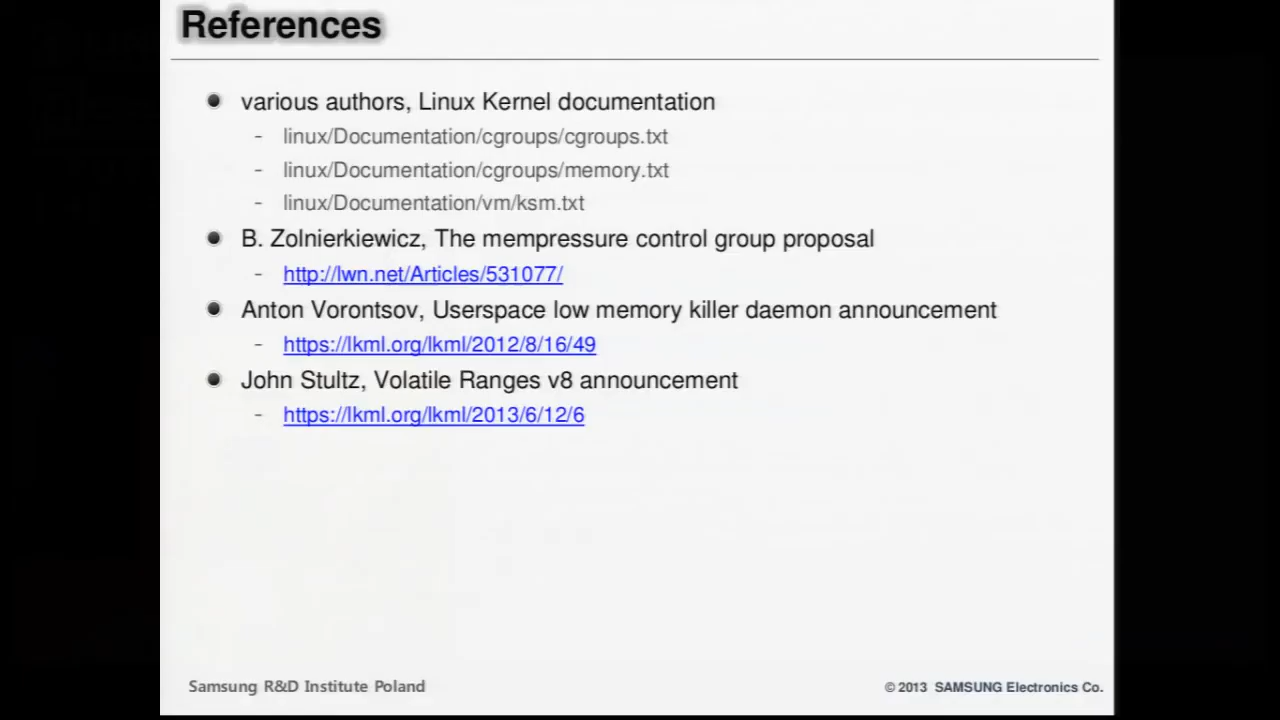 References
various authors, Linux Kernel documentation
- linux/Documentation/cgroups/cgroups.txt
- linux/Documentation/cgroups/memory.txt
- linux/Documentation/vm/ksm.txt
B. Zolnierkiewicz, The mempressure control group proposal
- http://lwn.net/Articles/531077/
Anton Vorontsov, Userspace low memory killer daemon announcement
- https://lkml.org/lkml/2012/8/16/49
John Stultz, Volatile Ranges v8 announcement
- https://lkml.org/lkml/2013/6/12/6
Samsung R&D Institute Poland
© 2013 SAMSUNG Electronics Co.